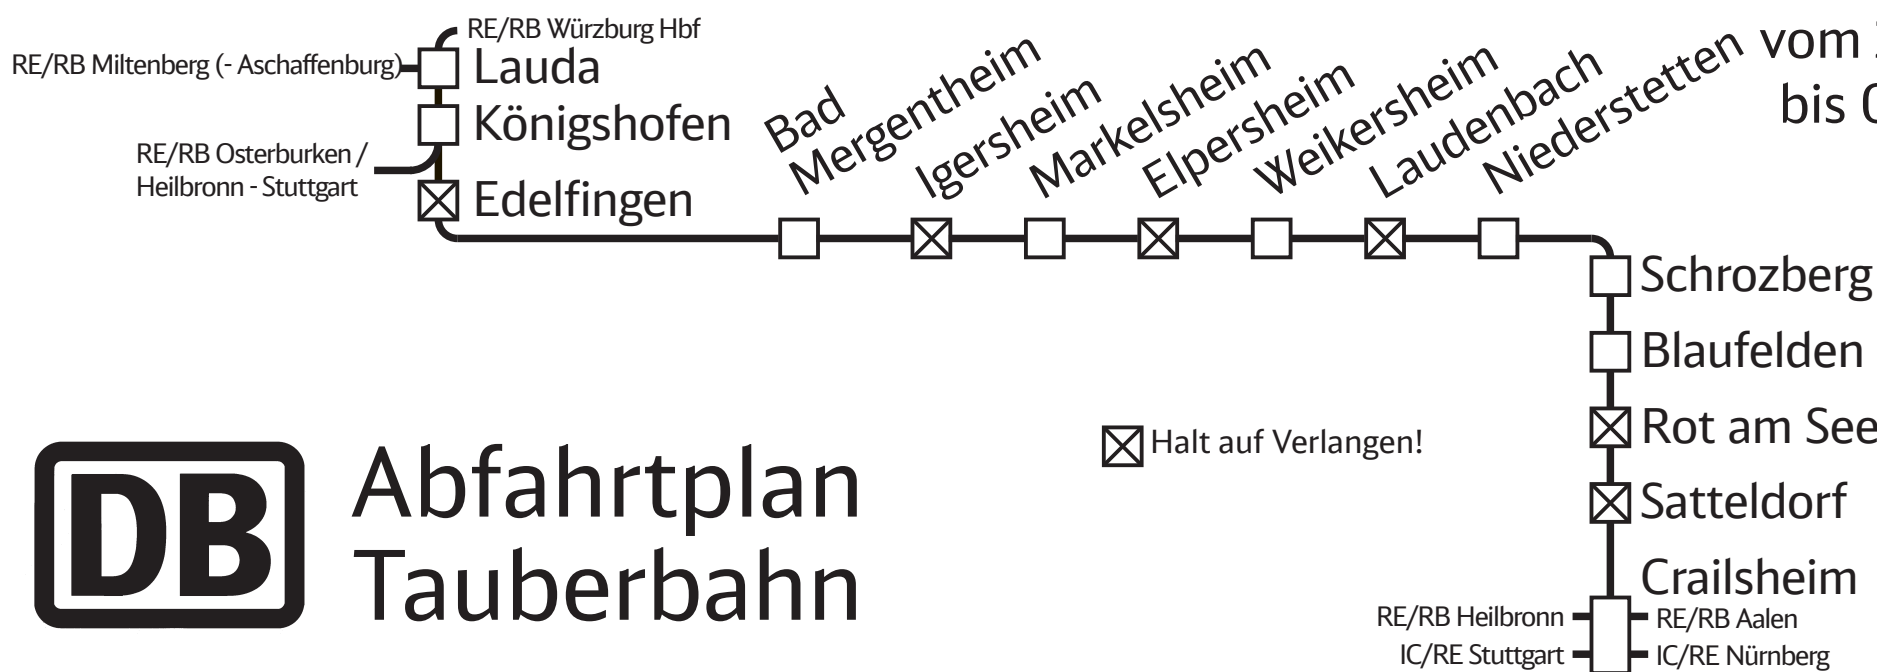 RE/RB Würzburg Hbf
RE/RB Miltenberg (- Aschaffenburg)
Lauda
Königshofen
RE/RB Osterburken /
Heilbronn - Stuttgart
Edelfingen
Bad
Mergentheim
Igersheim
Markelsheim
Elpersheim
Weikersheim
Laudenbach
Niederstetten
vom
bis
Schrozberg
Blaufelden
Rot am See
Satteldorf
Crailsheim
RE/RB Heilbronn
RE/RB Aalen
IC/RE Stuttgart
IC/RE Nürnberg
Halt auf Verlangen!
DB
Abfahrtplan
Tauberbahn